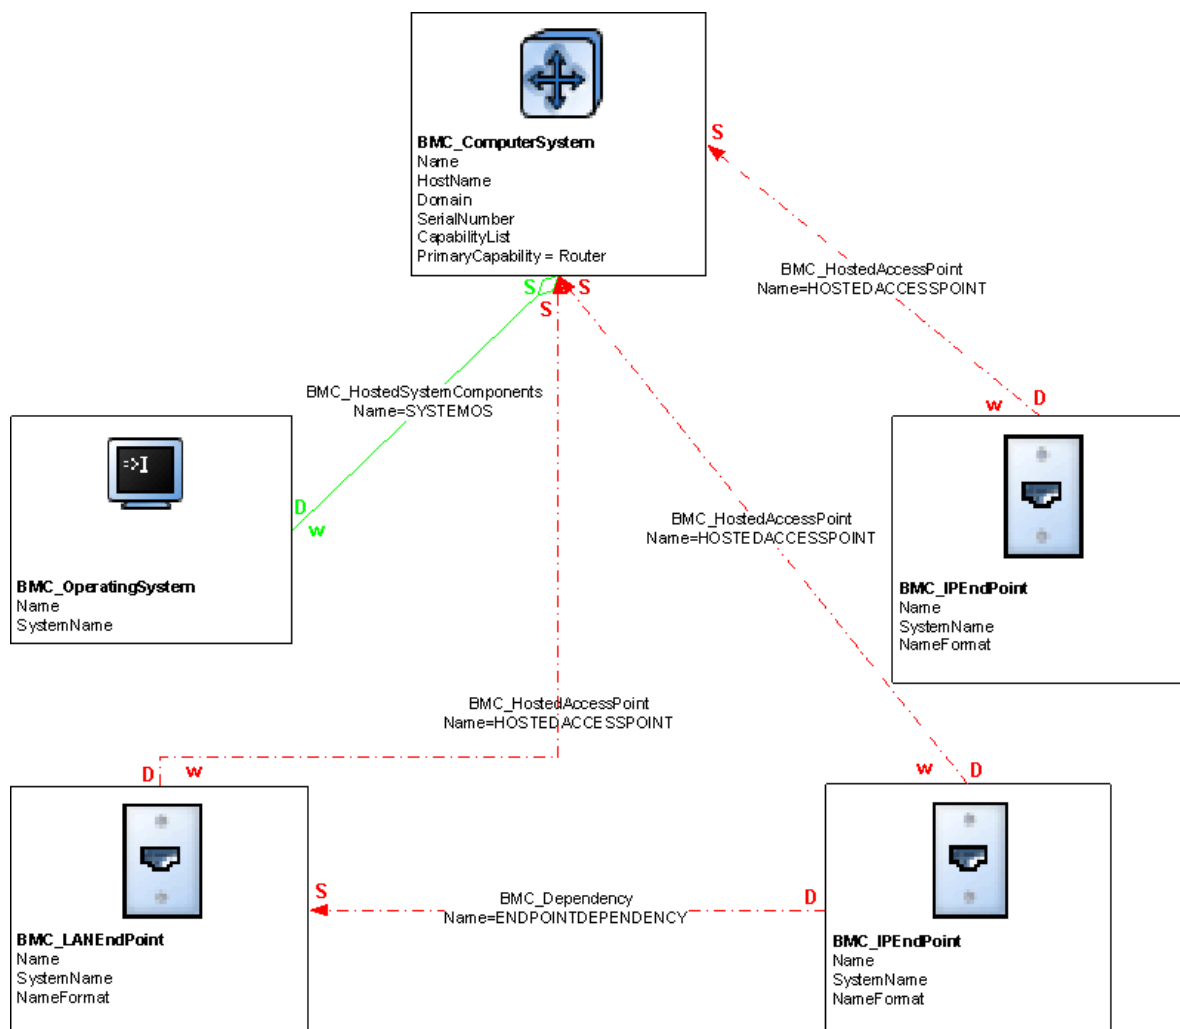 BMC_ComputerSystem
Name
HostName
Domain
SerialNumber
CapabilityList
PrimaryCapability = Router
S
BMC_HostedAccessPoint
Name=HOSTEDACCESSPOINT
S
S
S
BMC_HostedSystemComponents
Name=SYSTEMOS
w
D
=>I
BMC_OperatingSystem
Name
SystemName
D
w
BMC_HostedAccessPoint
Name=HOSTEDACCESSPOINT
BMC_IPEndPoint
Name
SystemName
NameFormat
BMC_HostedAccessPoint
Name=HOSTEDACCESSPOINT
D
w
w
D
BMC_LANEndPoint
Name
SystemName
NameFormat
S
BMC_Dependency
Name=ENDPOINTDEPENDENCY
D
BMC_IPEndPoint
Name
SystemName
NameFormat